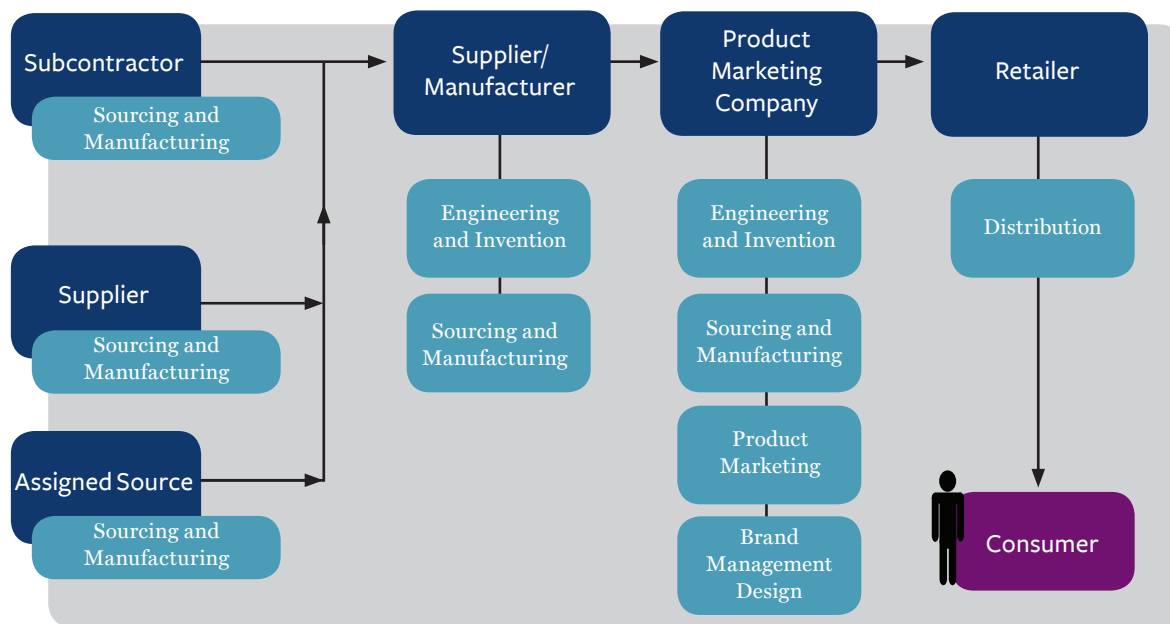 Subcontractor
Sourcing and
Manufacturing
Supplier
Sourcing and
Manufacturing
Assigned Source
Sourcing and
Manufacturing
Supplier/
Manufacturer
Engineering
and Invention
Sourcing and
Manufacturing
Product
Marketing
Company
Engineering
and Invention
Sourcing and
Manufacturing
Product
Marketing
Brand
Management
Design
Retailer
Distribution
Consumer